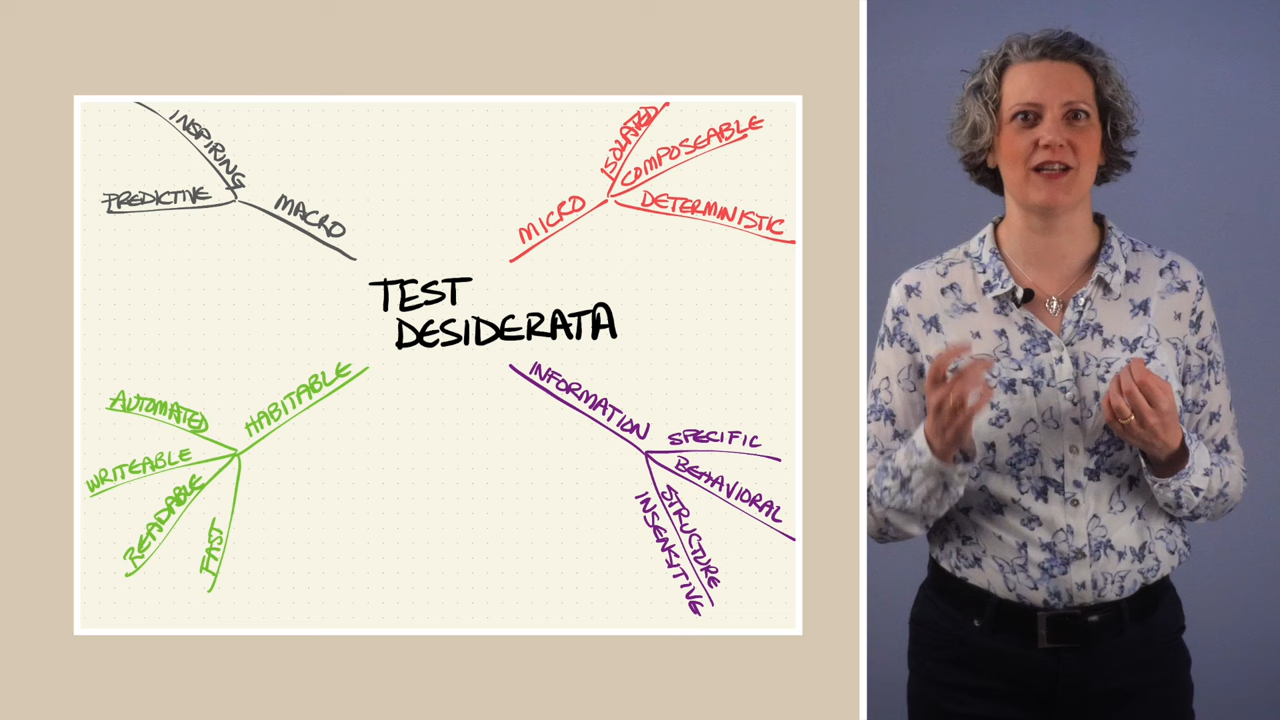 TEST
DESIDERATA
MACRO
INSPIRING
PREDICTIVE
MICRO
ISOLATED
COMPOSEABLE
DETERMINISTIC
HABITABLE
AUTOMATED
WRITEABLE
READABLE
FAST
INFORMATION
SPECIFIC
BEHAVIORAL
STRUCTURE
INSENSITIVE